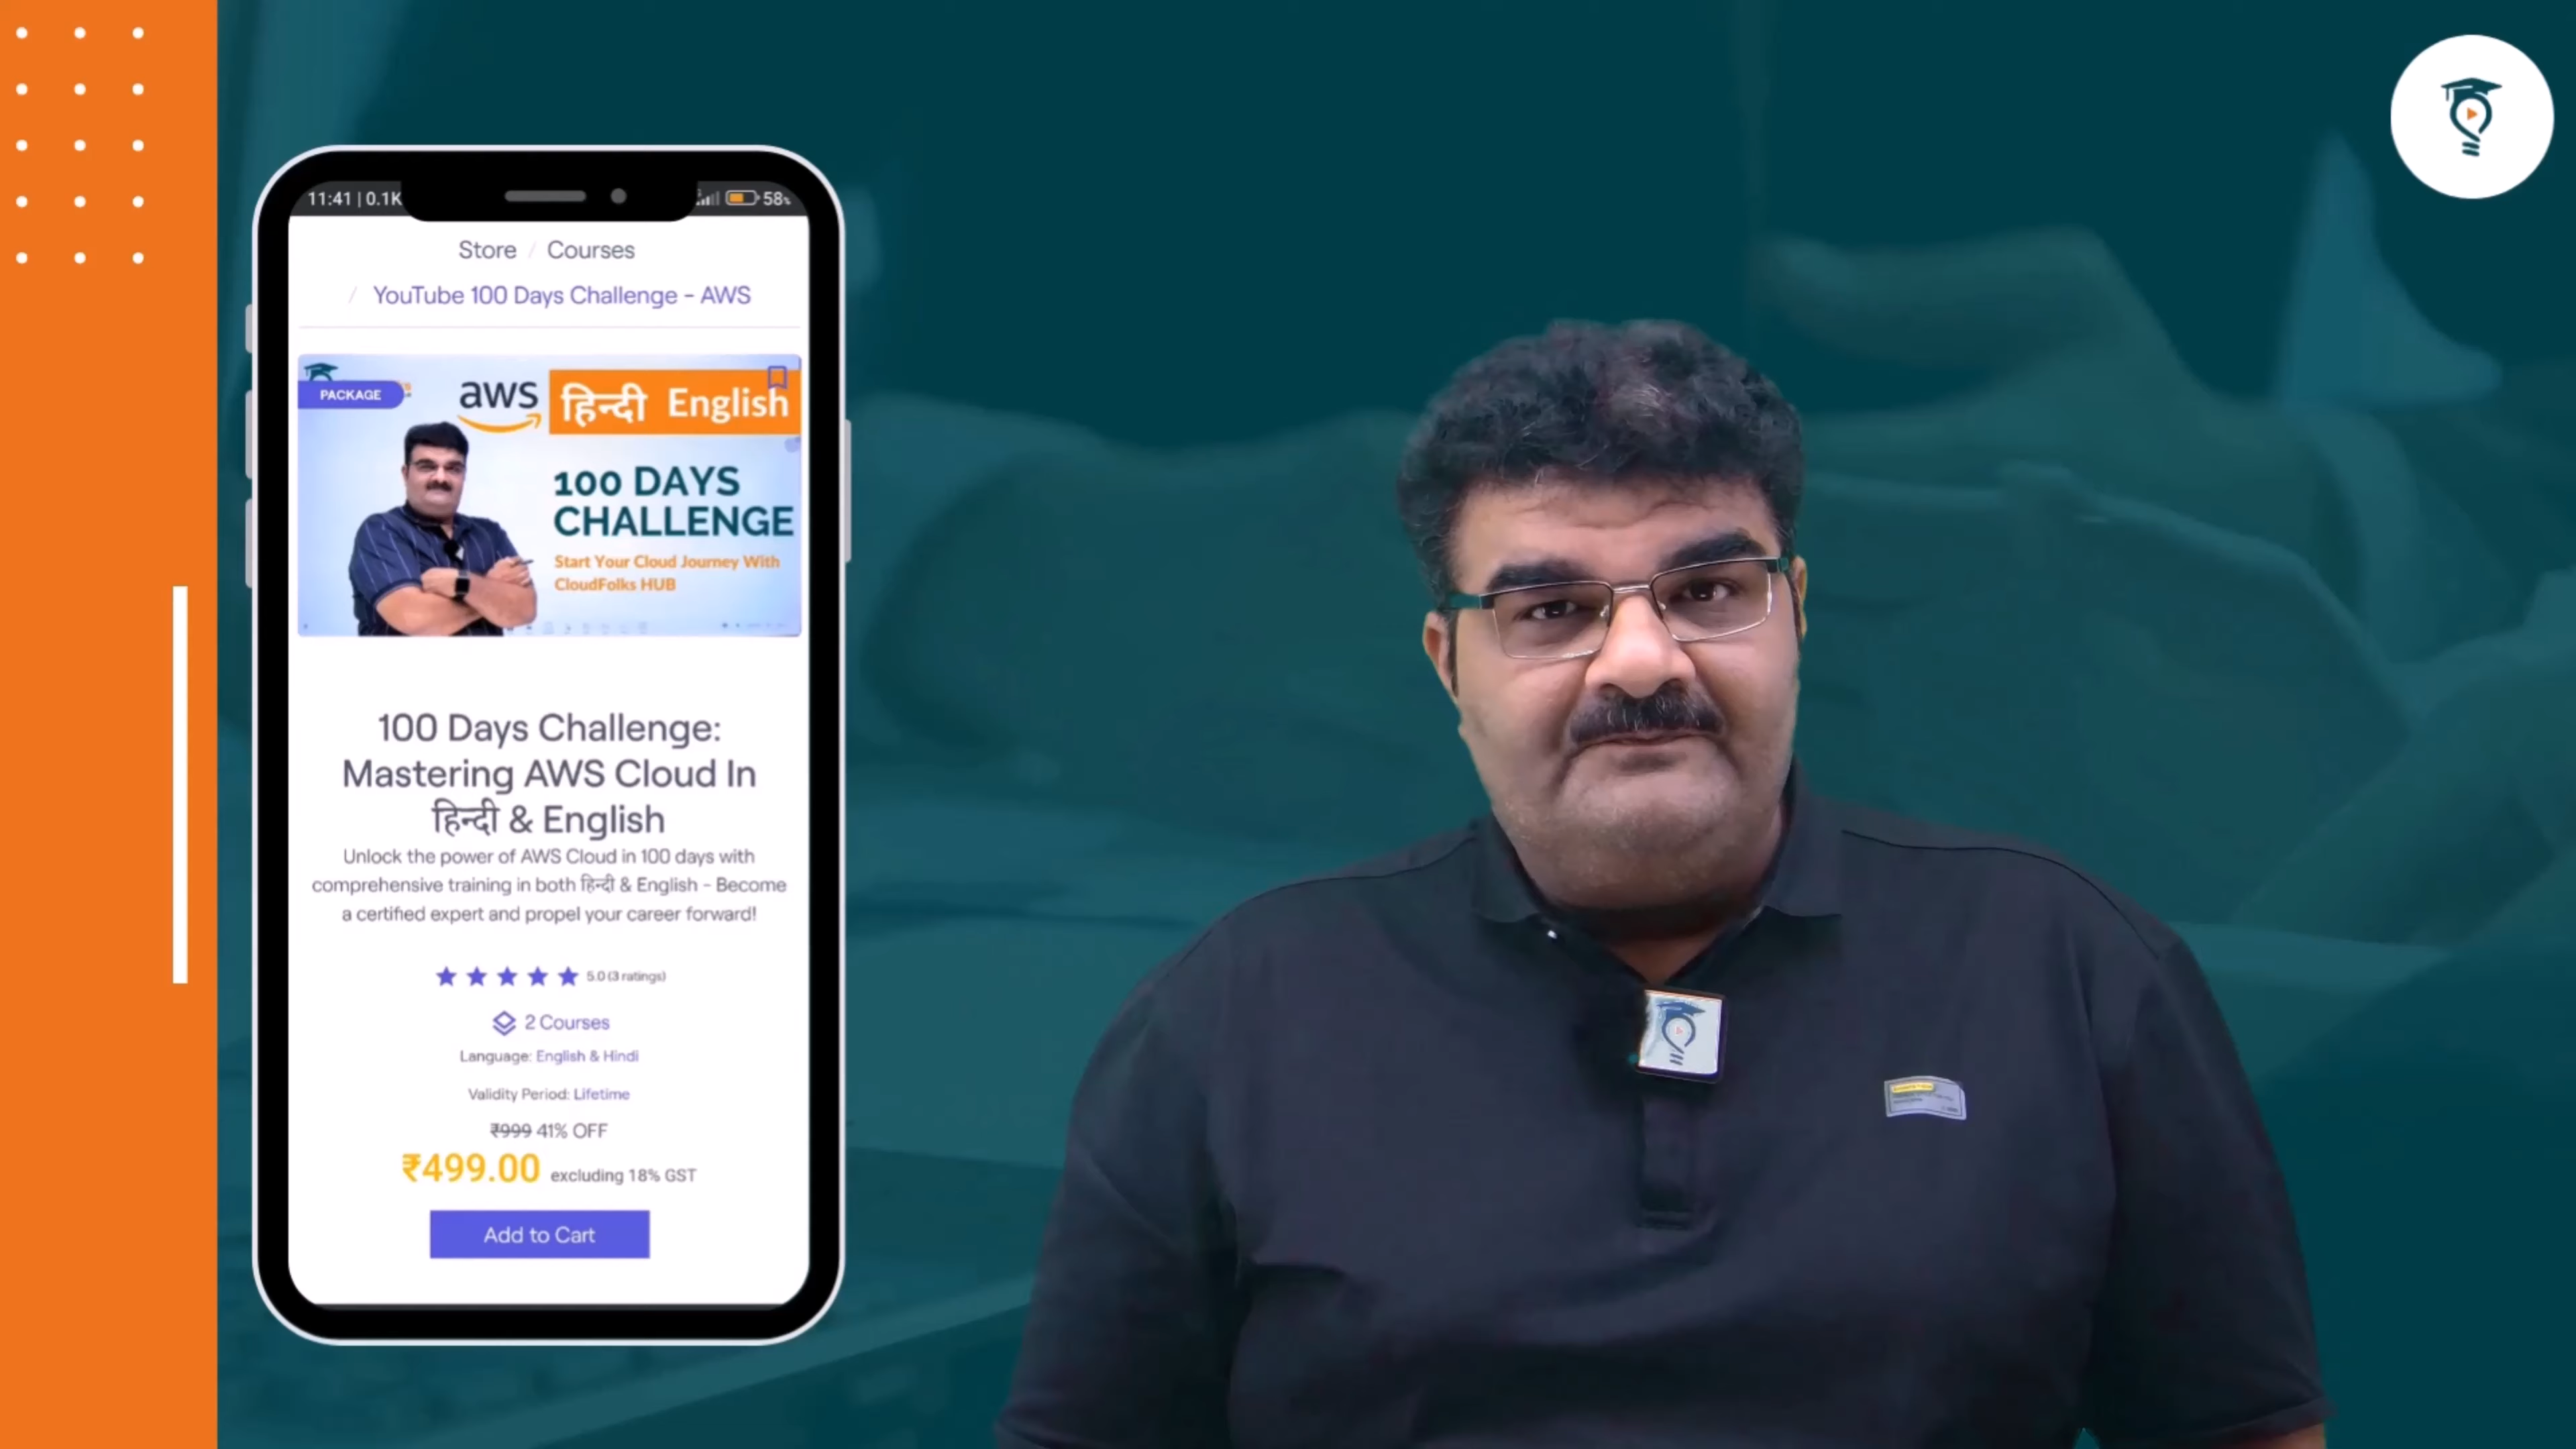 11:41 | 0.1K
58%
Store / Courses
/ YouTube 100 Days Challenge - AWS
PACKAGE
aws
हिन्दी English
100 DAYS
CHALLENGE
Start Your Cloud Journey With
CloudFolks HUB
100 Days Challenge:
Mastering AWS Cloud In
हिन्दी & English
Unlock the power of AWS Cloud in 100 days with
comprehensive training in both हिन्दी & English - Become
a certified expert and propel your career forward!
5.0 (3 ratings)
2 Courses
Language: English & Hindi
Validity Period: Lifetime
₹999 41% OFF
₹499.00 excluding 18% GST
Add to Cart